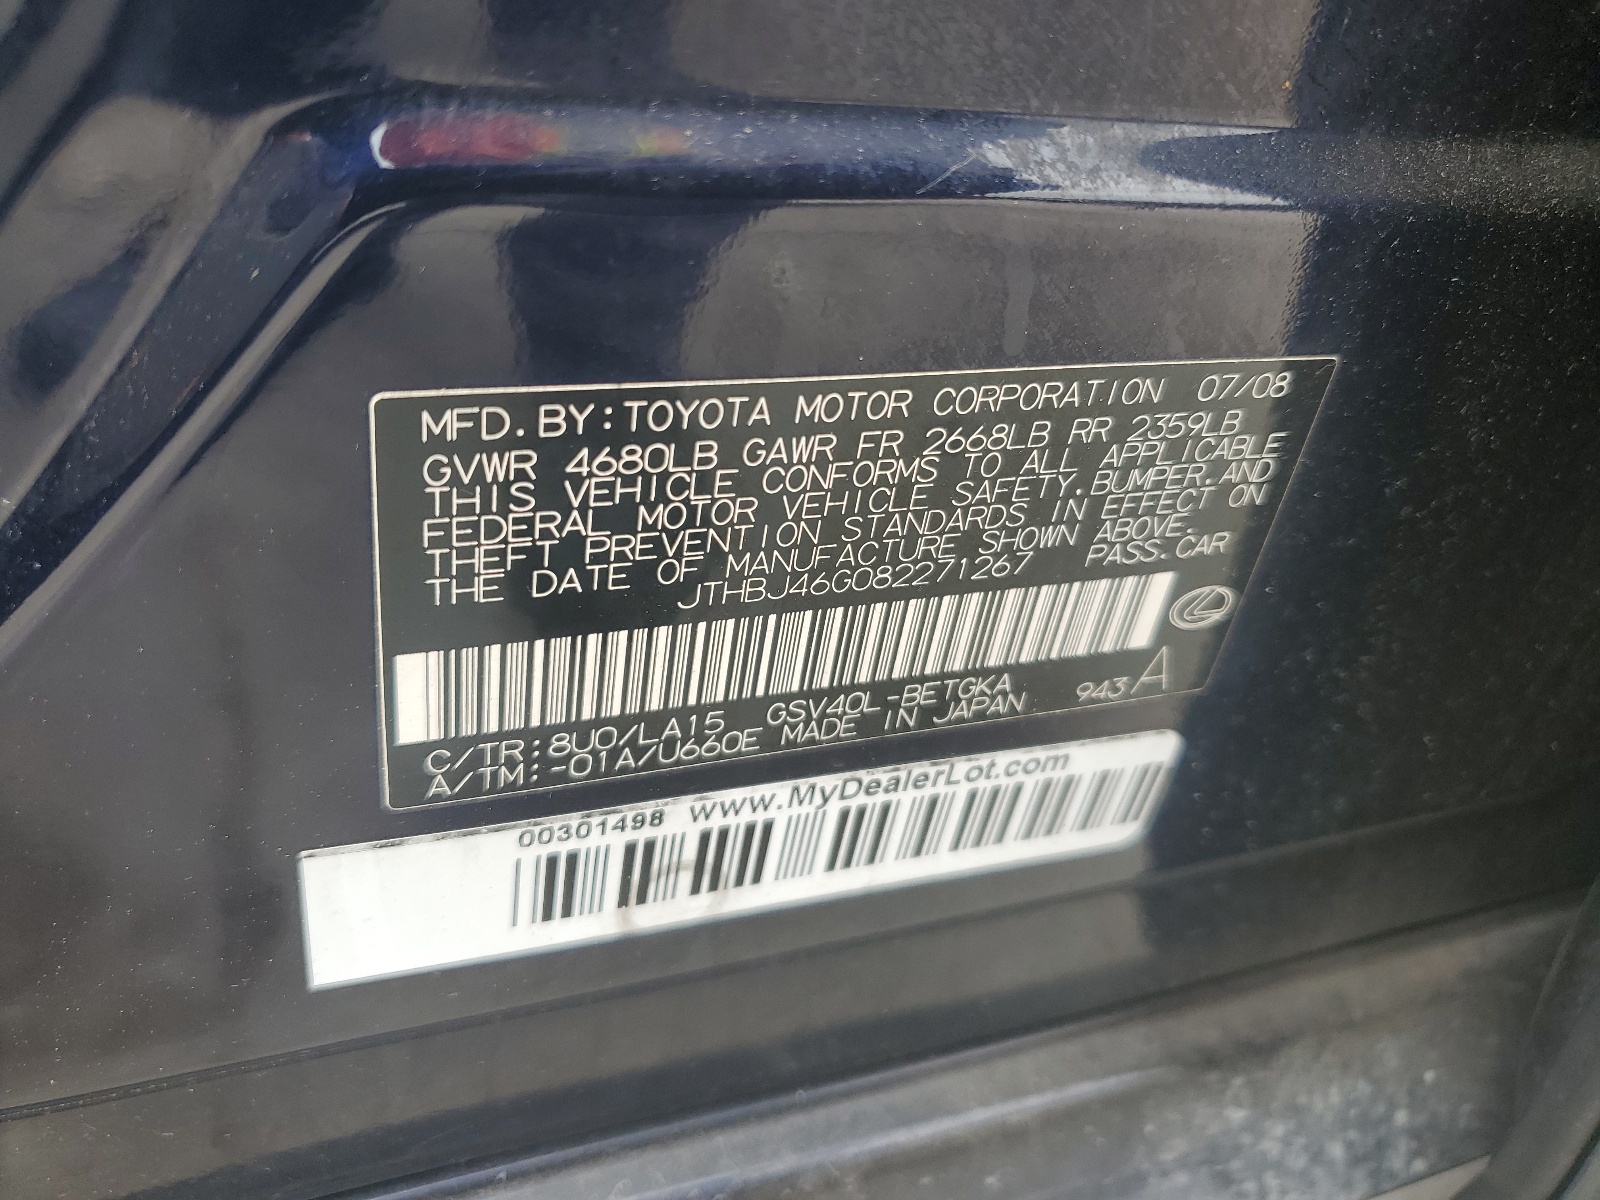 MFD. BY: TOYOTA MOTOR CORPORATION 07/08
GVWR 4680LB GAWR FR 2668LB RR 2359LB
THIS VEHICLE CONFORMS TO ALL APPLICABLE
FEDERAL MOTOR VEHICLE SAFETY, BUMPER, AND
THEFT PREVENTION STANDARDS IN EFFECT ON
THE DATE OF MANUFACTURE SHOWN ABOVE.
JTHBJ46G082271267 PASS. CAR
C/TR: 8U0/LA15 GSV40L-BETGKA 943A
A/TM: -01A/U660E MADE IN JAPAN
00301498 www.MyDealerLot.com